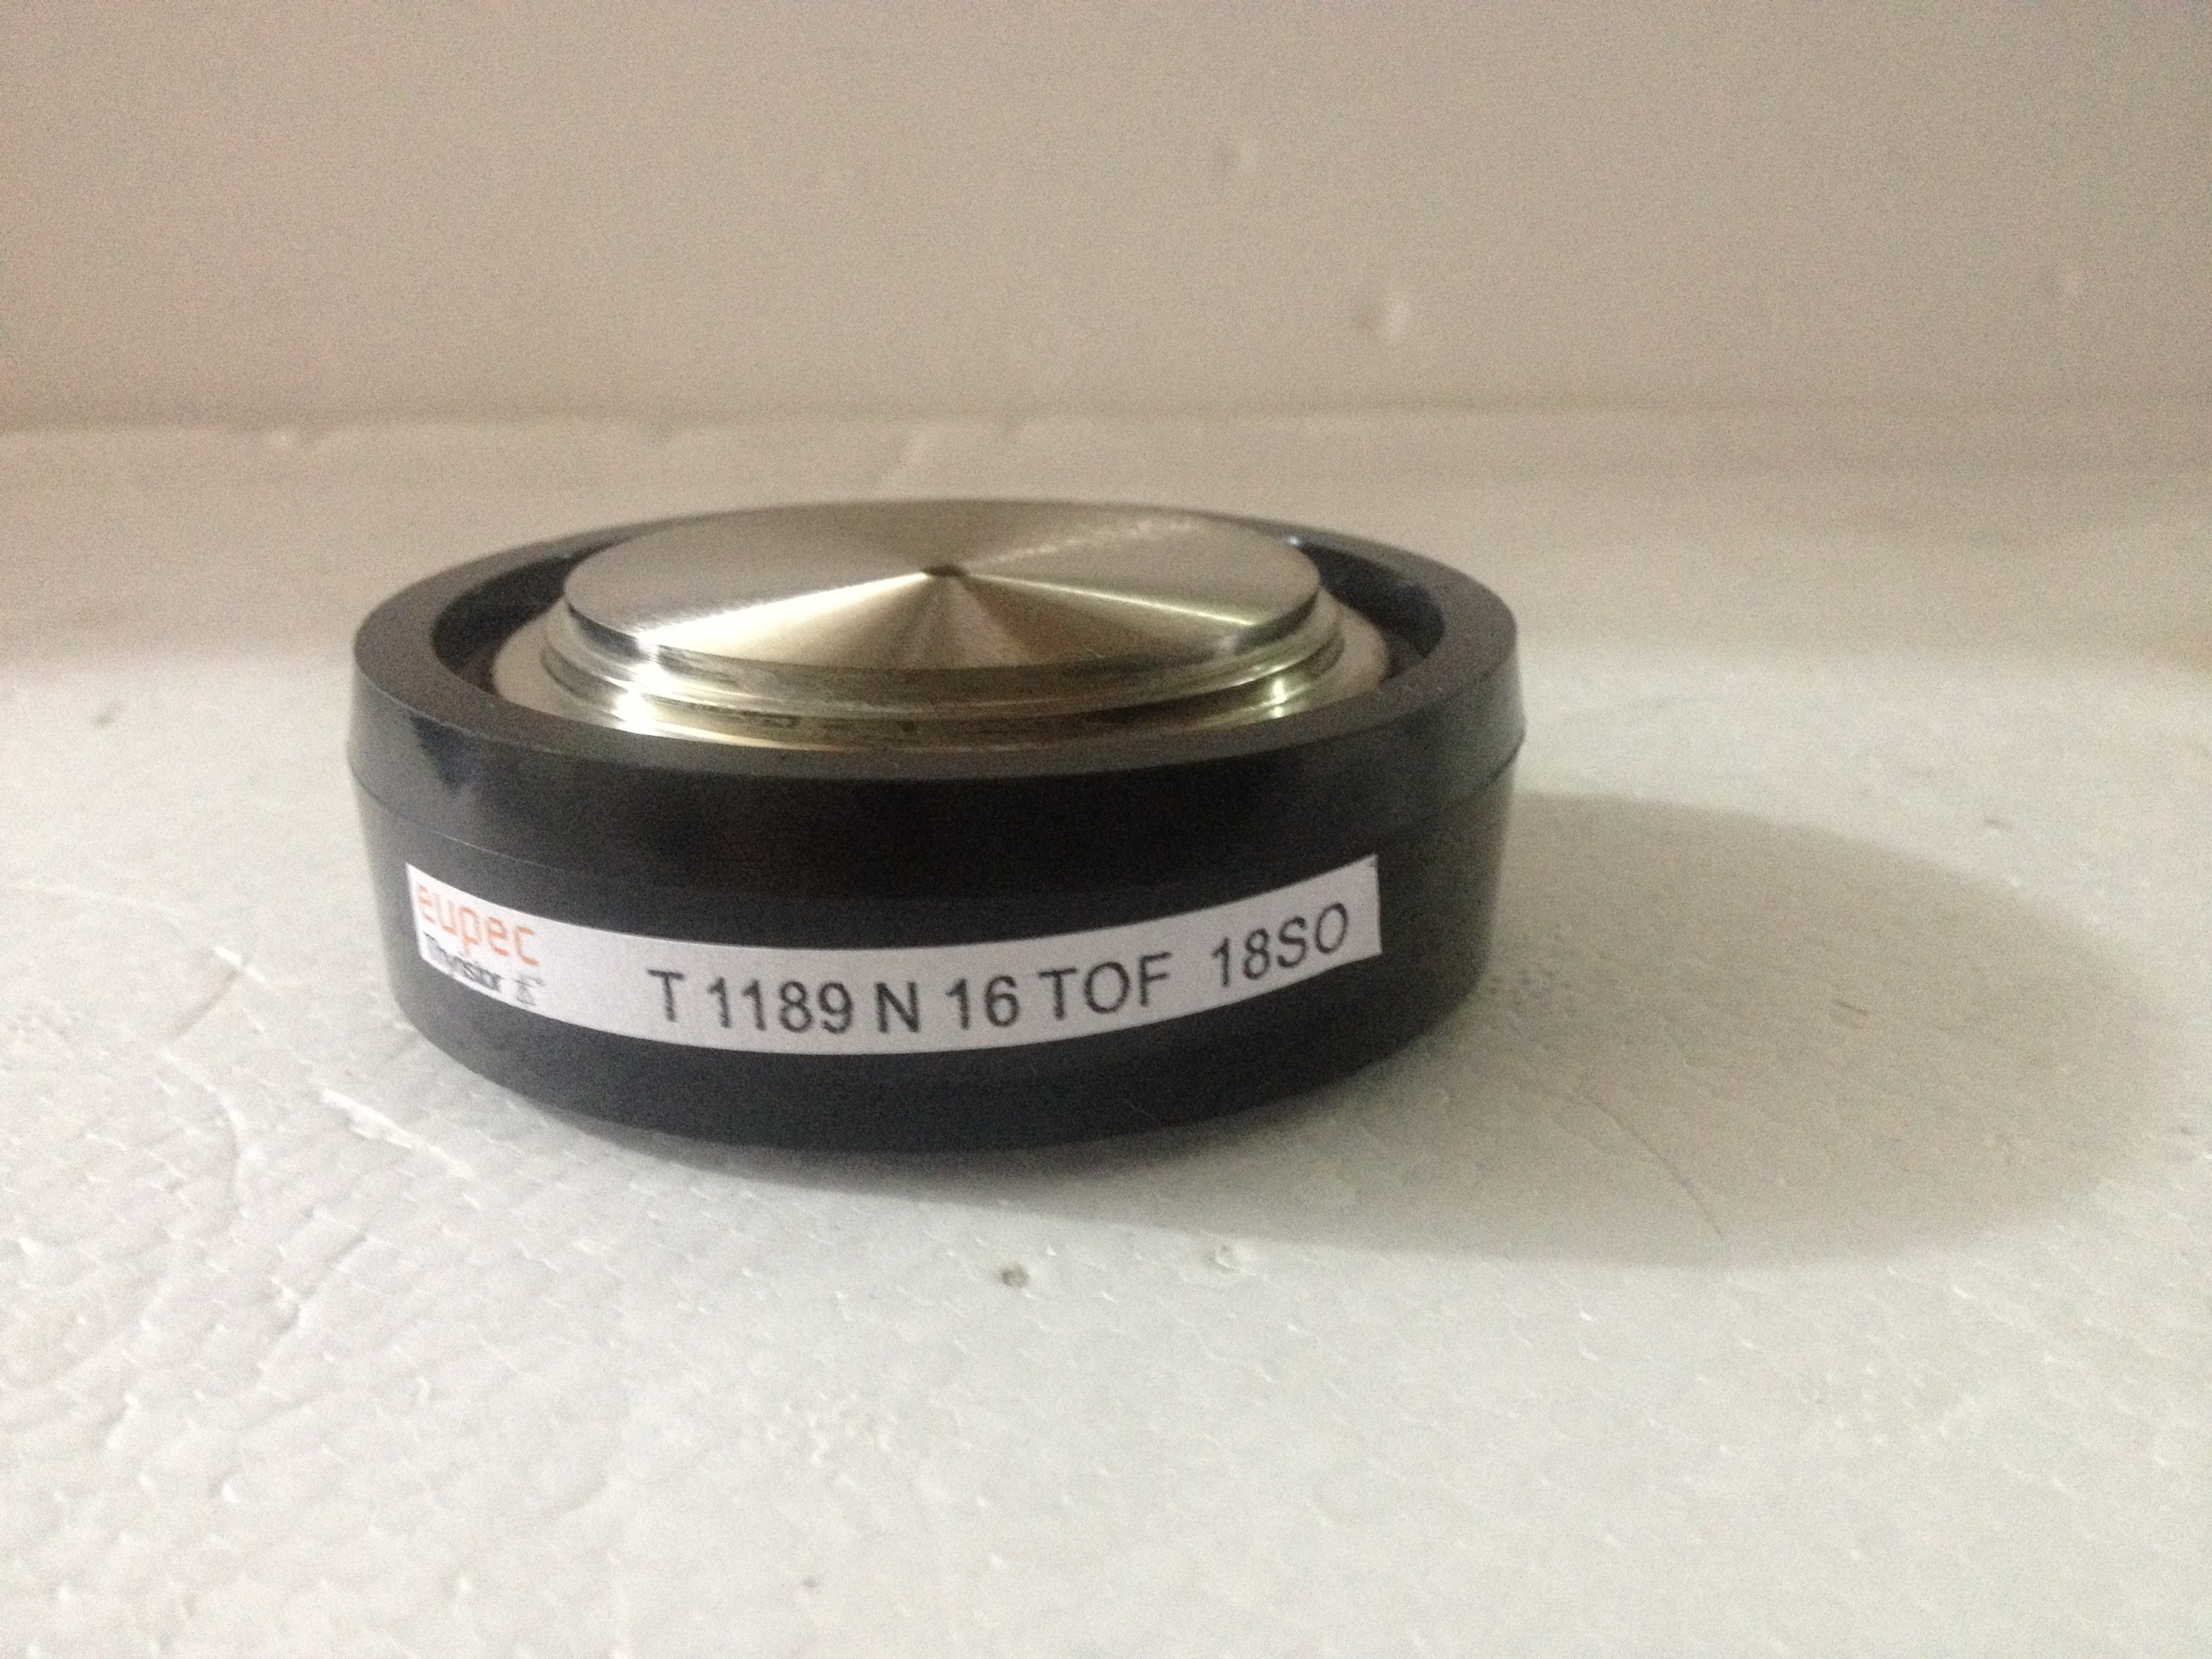 eupec
Thyristor
T 1189 N 16 TOF 18SO